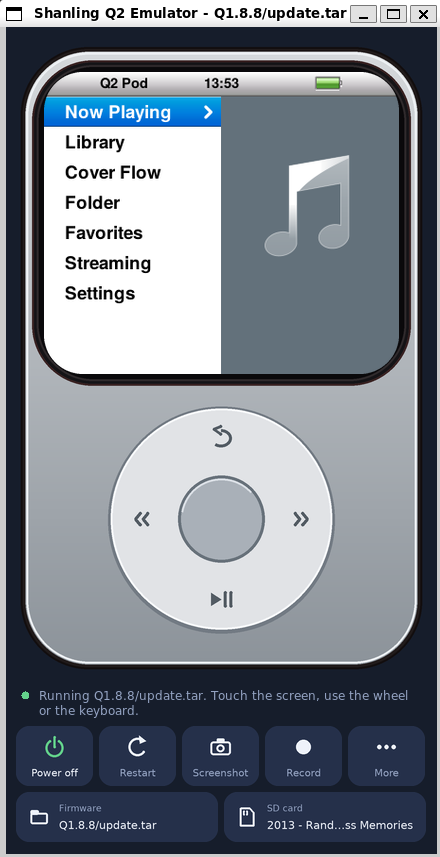 Shanling Q2 Emulator - Q1.8.8/update.tar
Q2 Pod 13:53
Now Playing
Library
Cover Flow
Folder
Favorites
Streaming
Settings
Running Q1.8.8/update.tar. Touch the screen, use the wheel
or the keyboard.
Power off Restart Screenshot Record More
Firmware
Q1.8.8/update.tar
SD card
2013 - Rand...ss Memories